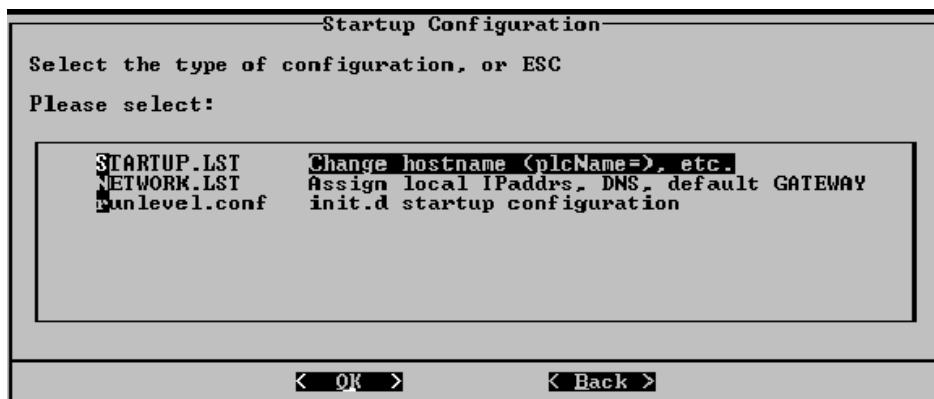 Startup Configuration
Select the type of configuration, or ESC
Please select:
STARTUP.LST Change hostname (plcName=), etc.
NETWORK.LST Assign local IPaddrs, DNS, default GATEWAY
runlevel.conf init.d startup configuration
< OK > < Back >